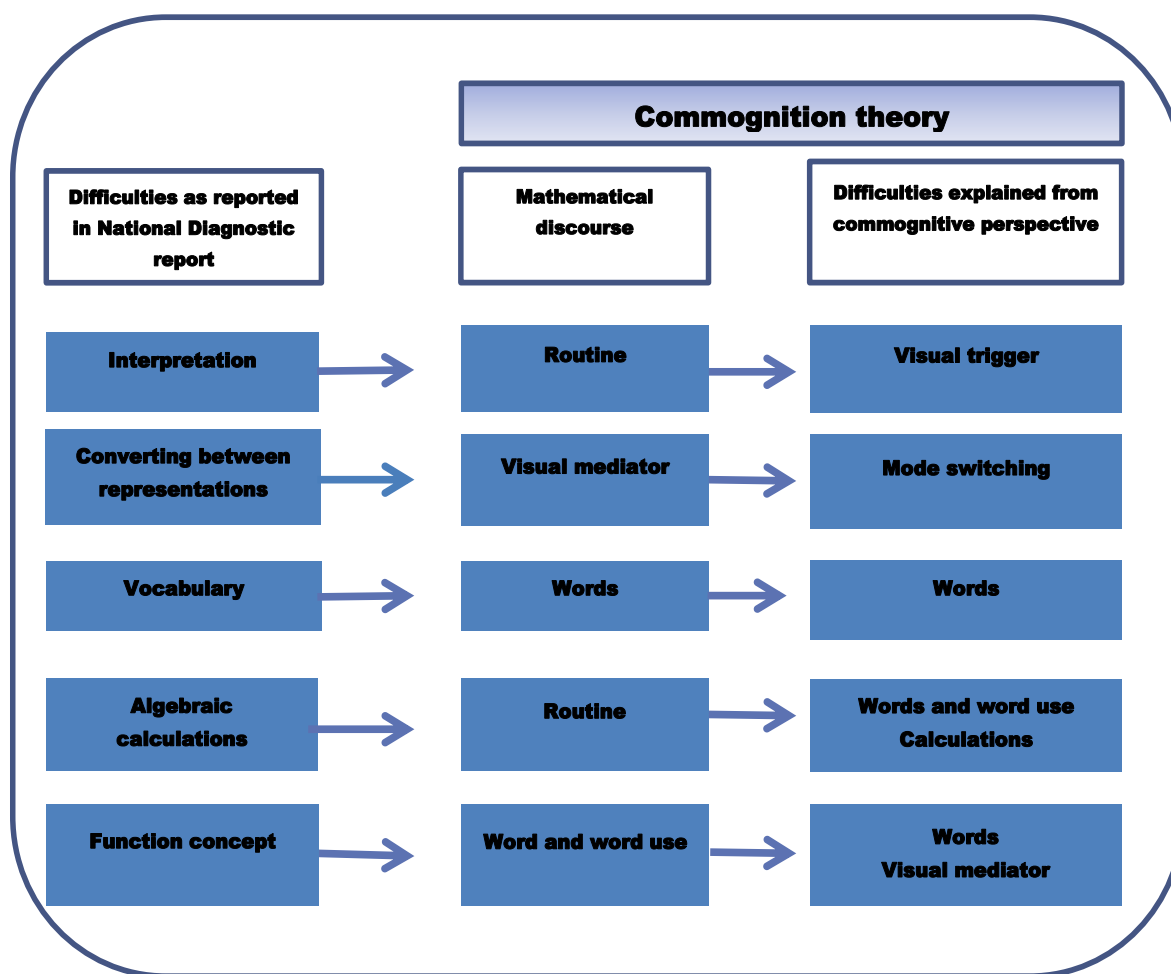 Commognition theory
Difficulties as reported
in National Diagnostic
report
Mathematical
discourse
Difficulties explained from
commognitive perspective
Interpretation
Routine
Visual trigger
Converting between
representations
Visual mediator
Mode switching
Vocabulary
Words
Words
Algebraic
calculations
Routine
Words and word use
Calculations
Function concept
Word and word use
Words
Visual mediator